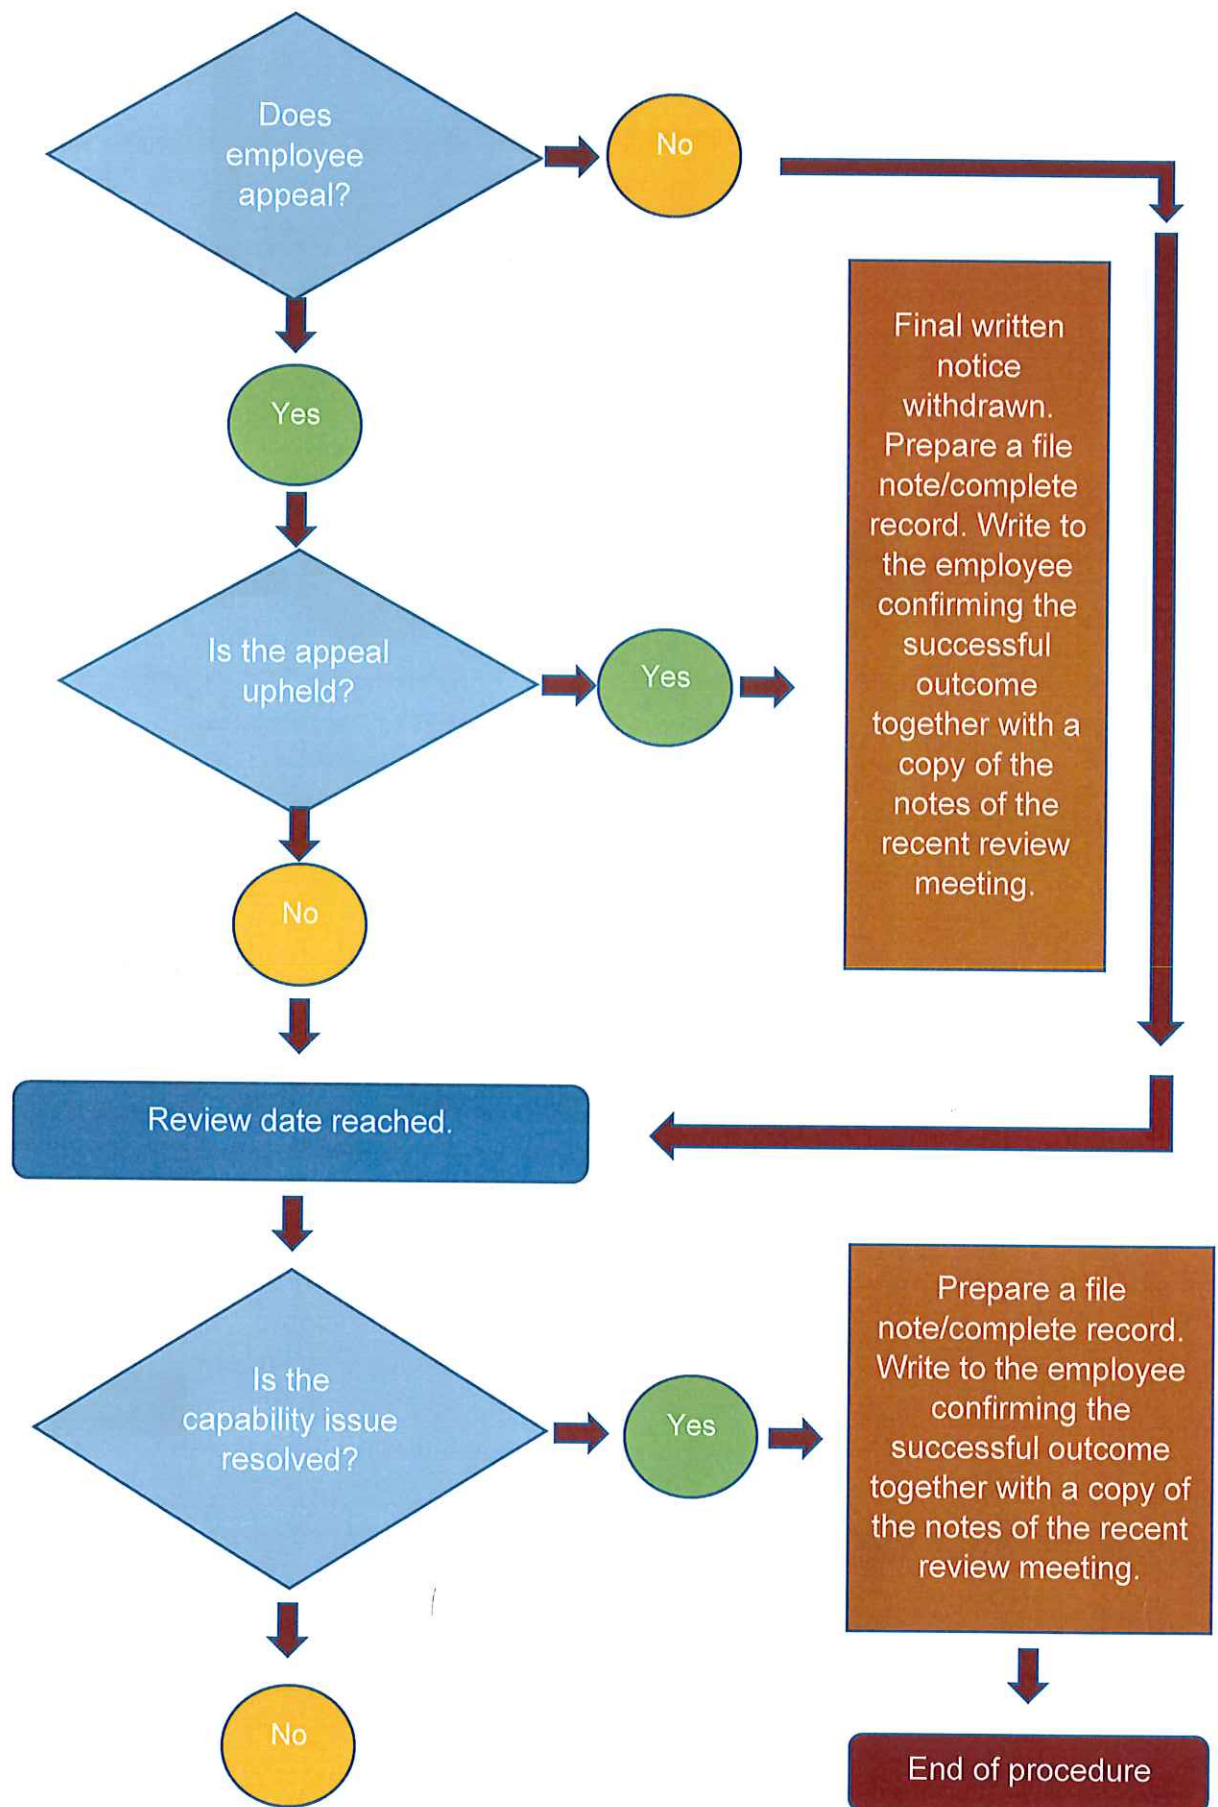 Does
employee
appeal?
No
Yes
Final written
notice
withdrawn.
Prepare a file
note/complete
record. Write to
the employee
confirming the
successful
outcome
together with a
copy of the
notes of the
recent review
meeting.
Is the appeal
upheld?
Yes
No
Review date reached.
Is the
capability issue
resolved?
Yes
Prepare a file
note/complete record.
Write to the employee
confirming the
successful outcome
together with a copy of
the notes of the recent
review meeting.
No
End of procedure